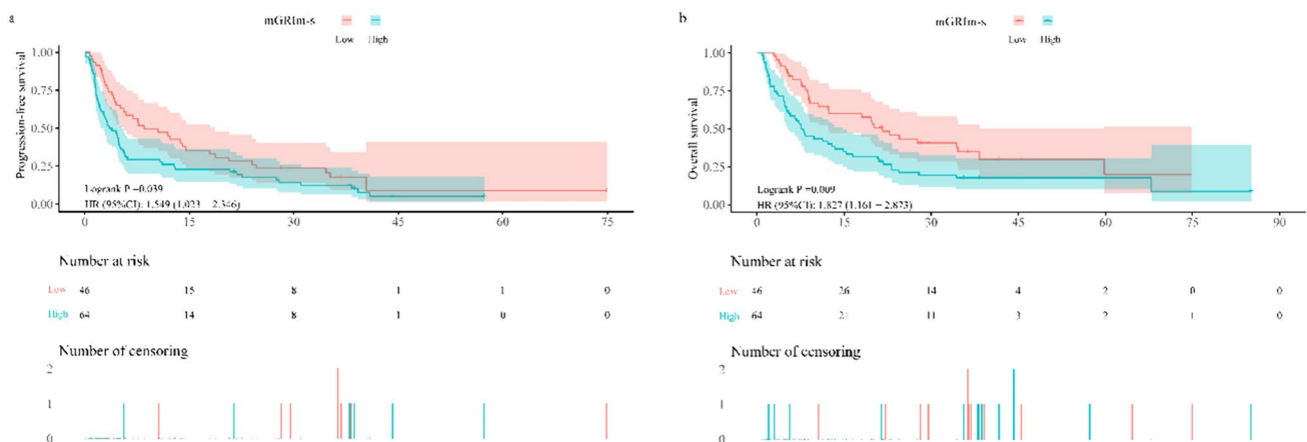 a
mGRIm-s
Low High
Progression-free survival
1.00
0.75
0.50
0.25
0.00
Logrank P =0.039
HR (95%CI): 1.549 (1.023 − 2.346)
0 15 30 45 60 75
Number at risk
Low 46 15 8 1 1 0
High 64 14 8 1 0 0
Number of censoring
2
1
0
b
mGRIm-s
Low High
Overall survival
1.00
0.75
0.50
0.25
0.00
Logrank P =0.009
HR (95%CI): 1.827 (1.161 − 2.873)
0 15 30 45 60 75 90
Number at risk
Low 46 26 14 4 2 0 0
High 64 21 11 3 2 1 0
Number of censoring
2
1
0